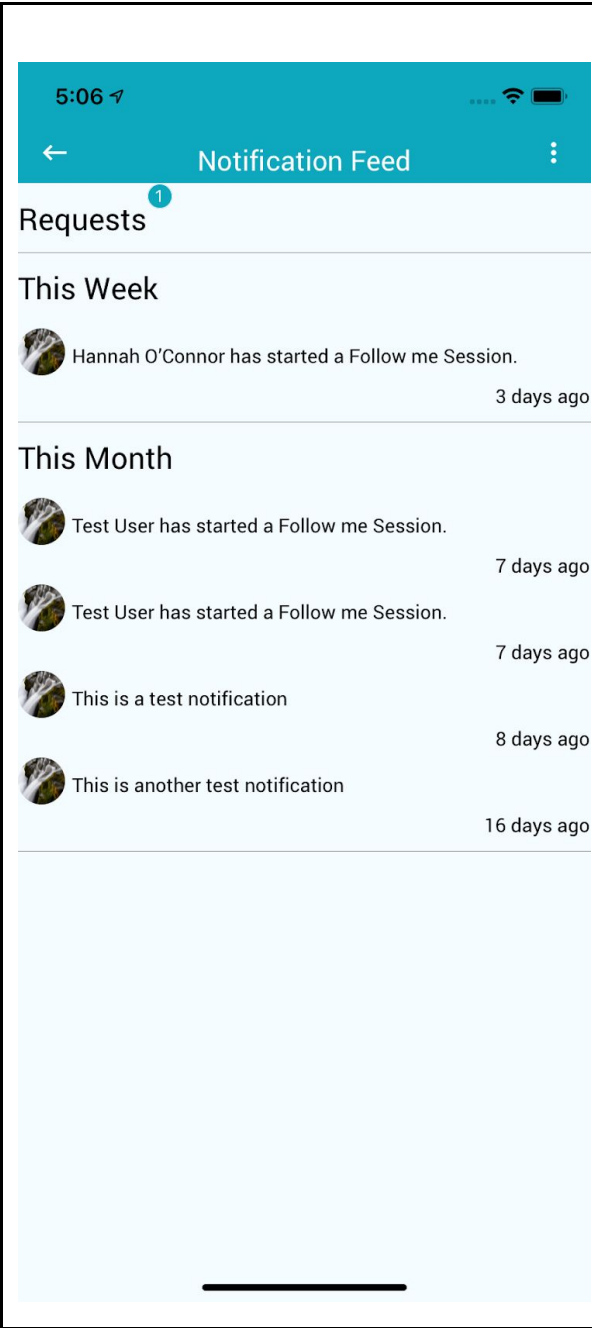 5:06
Notification Feed
1
Requests
This Week
Hannah O’Connor has started a Follow me Session.
3 days ago
This Month
Test User has started a Follow me Session.
7 days ago
Test User has started a Follow me Session.
7 days ago
This is a test notification
8 days ago
This is another test notification
16 days ago